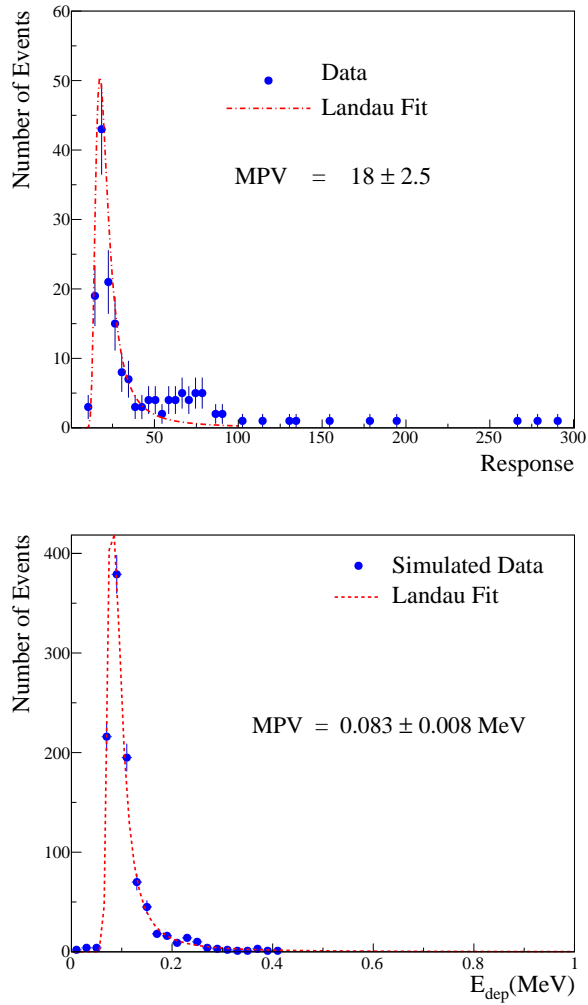 Number of Events
60
50
40
30
20
10
0
Data
Landau Fit
MPV = 18 ± 2.5
50 100 150 200 250 300
Response
Number of Events
400
300
200
100
0
Simulated Data
Landau Fit
MPV = 0.083 ± 0.008 MeV
0 0.2 0.4 0.6 0.8 1
E_dep(MeV)